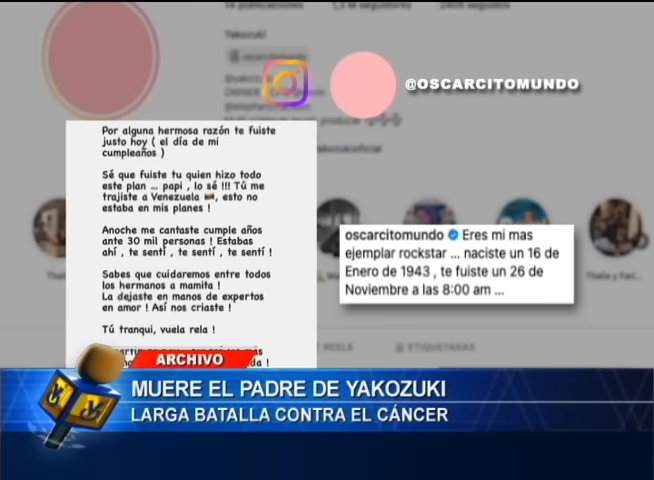 14 publicaciones
seguidores
seguidos
Yakozuki
oscarcitomundo
@OSCARCITOMUNDO
Por alguna hermosa razón te fuiste
justo hoy ( el día de mi
cumpleaños )
Sé que fuiste tu quien hizo todo
este plan ... papi , lo sé !!! Tú me
trajiste a Venezuela 🇻🇪, esto no
estaba en mis planes !
Anoche me cantaste cumple años
ante 30 mil personas ! Estabas
ahí , te sentí , te sentí , te sentí !
Sabes que cuidaremos entre todos
los hermanos a mamita !
La dejaste en manos de expertos
en amor ! Así nos criaste !
Tú tranqui, vuela rela !
oscarcitomundo Eres mi mas
ejemplar rockstar ... naciste un 16 de
Enero de 1943 , te fuiste un 26 de
Noviembre a las 8:00 am ...
REELS
ETIQUETADAS
ARCHIVO
MUERE EL PADRE DE YAKOZUKI
LARGA BATALLA CONTRA EL CÁNCER